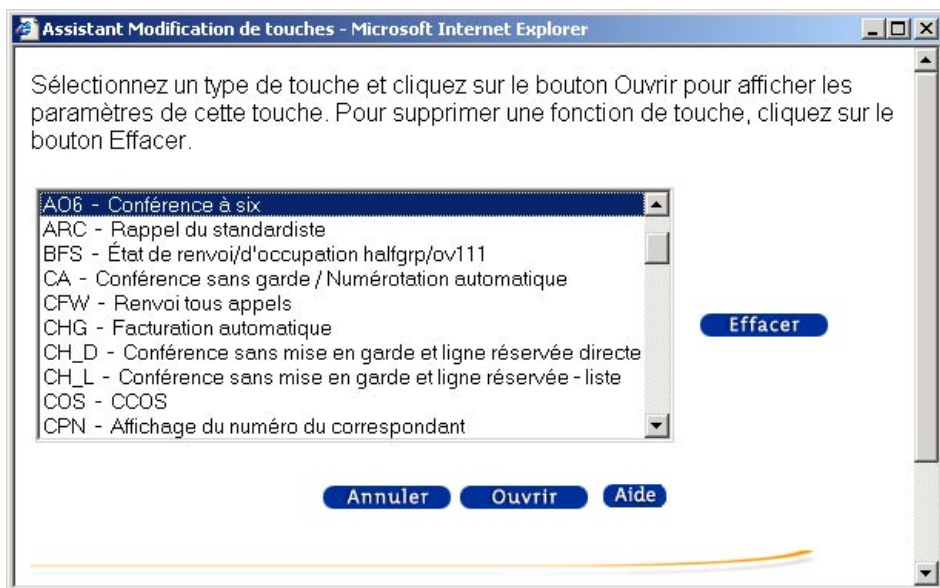 Assistant Modification de touches - Microsoft Internet Explorer
Sélectionnez un type de touche et cliquez sur le bouton Ouvrir pour afficher les
paramètres de cette touche. Pour supprimer une fonction de touche, cliquez sur le
bouton Effacer.
AO6 - Conférence à six
ARC - Rappel du standardiste
BFS - État de renvoi/d'occupation halfgrp/ov111
CA - Conférence sans garde / Numérotation automatique
CFW - Renvoi tous appels
CHG - Facturation automatique
CH_D - Conférence sans mise en garde et ligne réservée directe
CH_L - Conférence sans mise en garde et ligne réservée - liste
COS - CCOS
CPN - Affichage du numéro du correspondant
Effacer
Annuler Ouvrir Aide